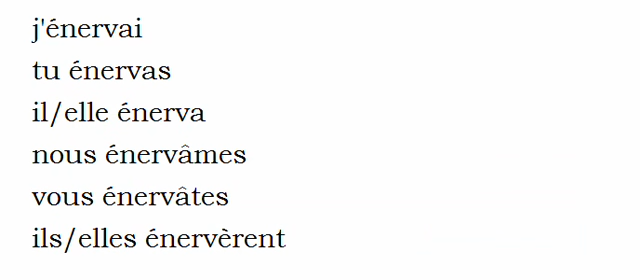 j'énervai
tu énervas
il/elle énerva
nous énervâmes
vous énervâtes
ils/elles énervèrent